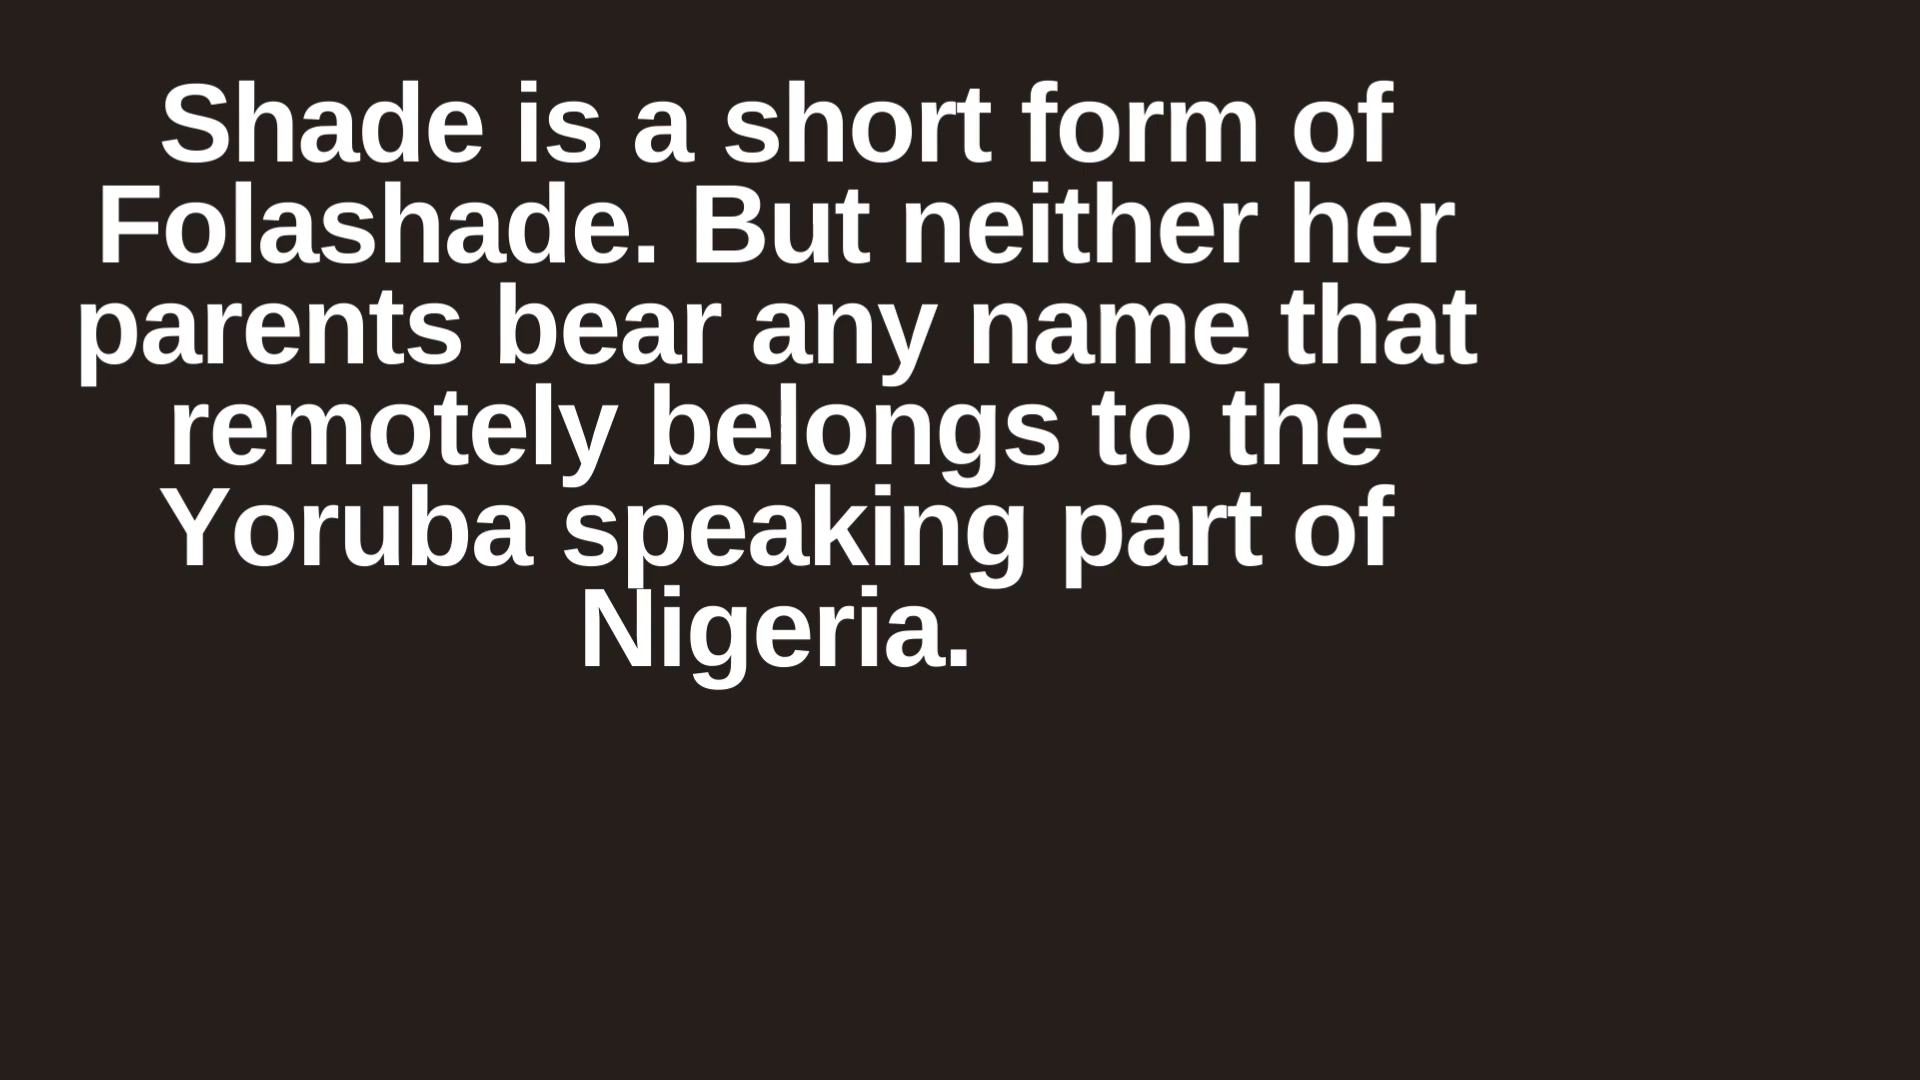 Shade is a short form of
Folashade. But neither her
parents bear any name that
remotely belongs to the
Yoruba speaking part of
Nigeria.